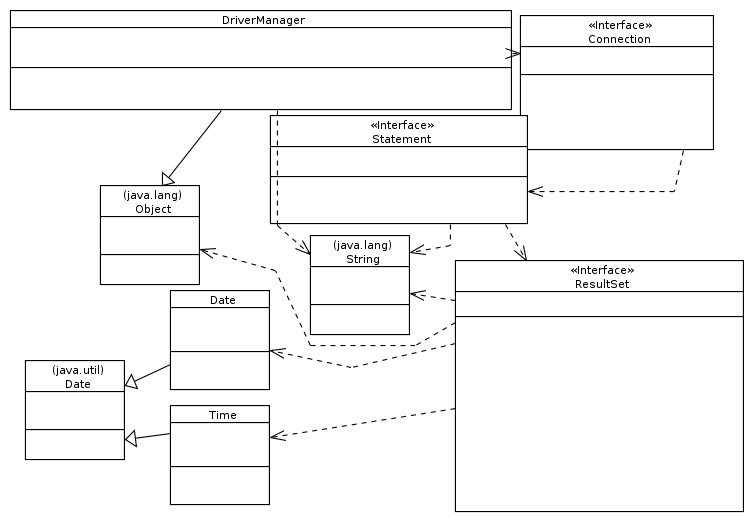 DriverManager
«Interface»
Connection
«Interface»
Statement
(java.lang)
Object
(java.lang)
String
«Interface»
ResultSet
Date
(java.util)
Date
Time